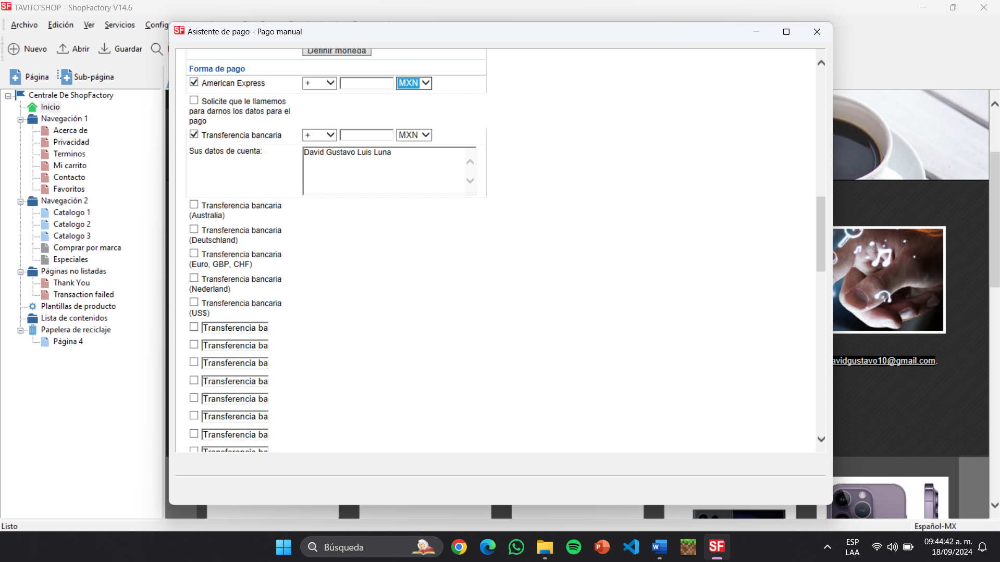 SF TAVITO'SHOP - ShopFactory V14.6
Archivo Edición Ver Servicios
SF Asistente de pago - Pago manual
Nuevo Abrir Guardar
Definir moneda
Forma de pago
Página Sub-página
American Express + MXN
Centrale De ShopFactory
Solicite que le llamemos
para darnos los datos para el
pago
Inicio
Navegación 1
Acerca de
Privacidad
Terminos
Mi carrito
Contacto
Favoritos
Navegación 2
Catalogo 1
Catalogo 2
Catalogo 3
Comprar por marca
Especiales
Páginas no listadas
Thank You
Transaction failed
Plantillas de producto
Lista de contenidos
Papelera de reciclaje
Página 4
Transferencia bancaria + MXN
Sus datos de cuenta: David Gustavo Luis Luna
Transferencia bancaria
(Australia)
Transferencia bancaria
(Deutschland)
Transferencia bancaria
(Euro, GBP, CHF)
Transferencia bancaria
(Nederland)
Transferencia bancaria
(US$)
Transferencia ba
Transferencia ba
Transferencia ba
Transferencia ba
Transferencia ba
Transferencia ba
Transferencia ba
Transferencia ba
avidgustavo10@gmail.com.
Listo
Español-MX
Búsqueda
P
W
SF
ESP
LAA
09:44:42 a. m.
18/09/2024